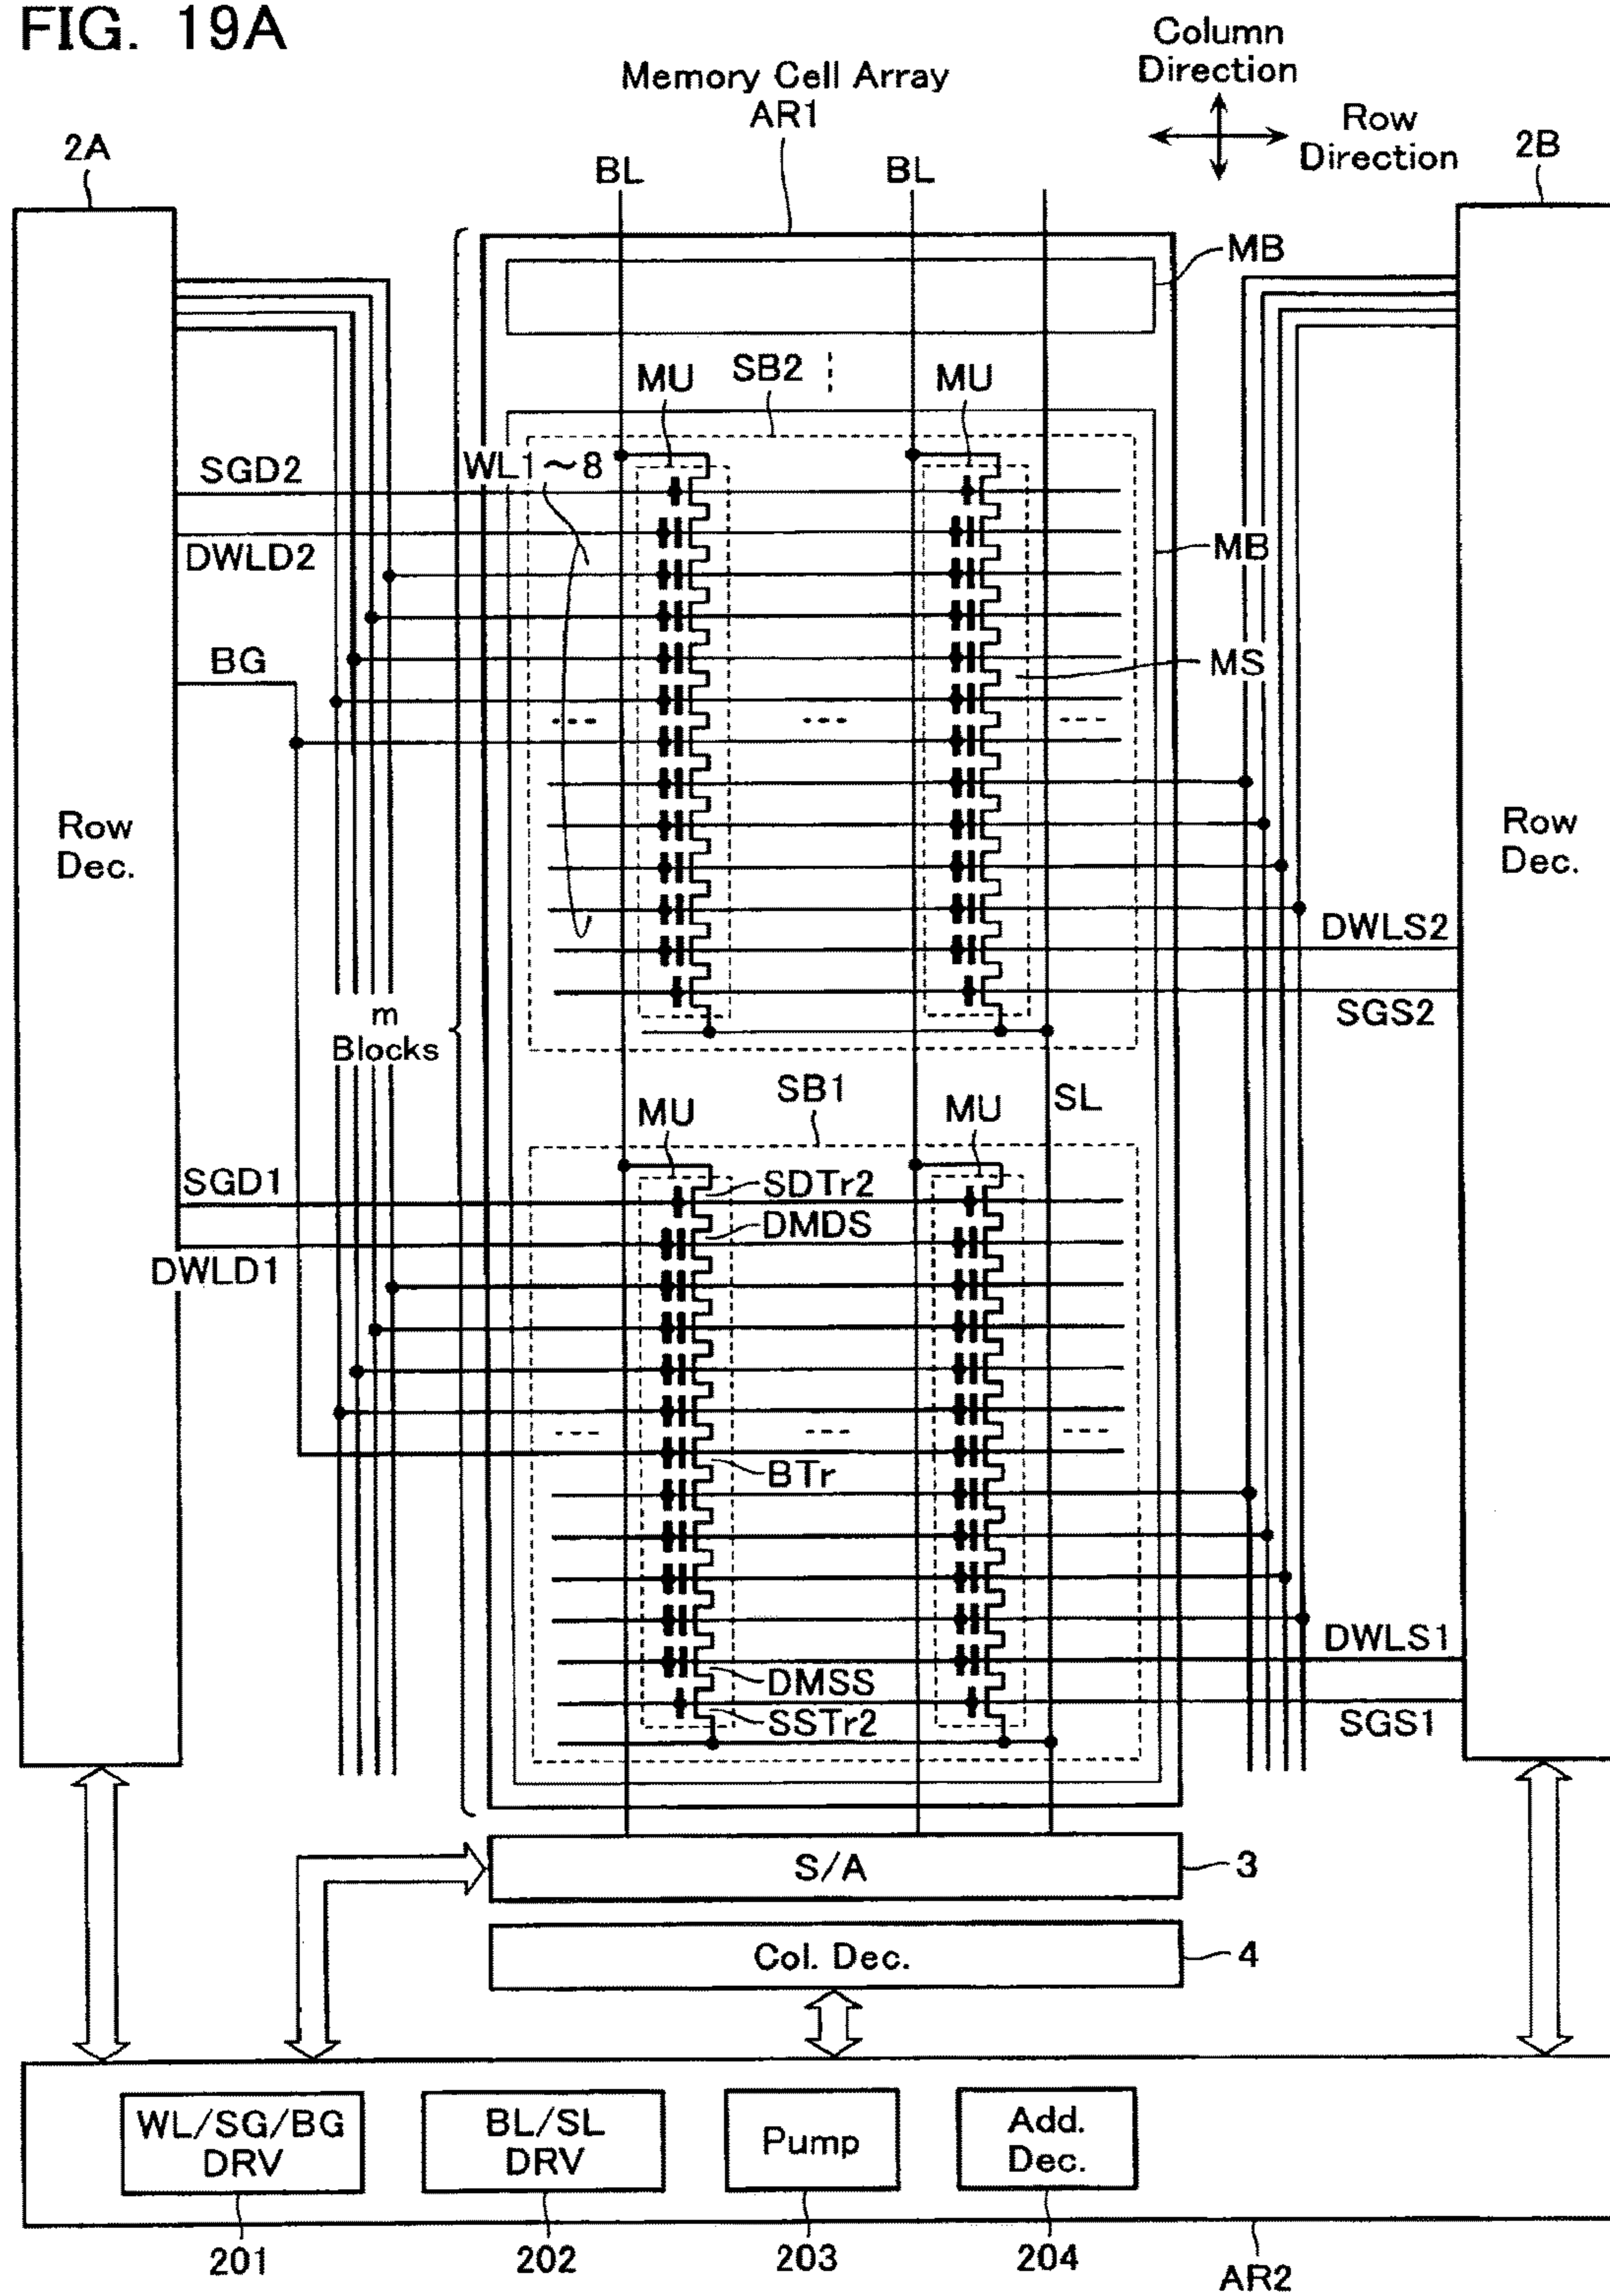 FIG. 19A
Column
Direction
Row
Direction
Memory Cell Array
AR1
2A
2B
BL
BL
MB
MU
SB2
MU
SGD2
WL1～8
DWLD2
MB
BG
MS
Row
Dec.
Row
Dec.
DWLS2
SGS2
m
Blocks
SB1
SL
MU
MU
SGD1
SDTr2
DMDS
DWLD1
BTr
DWLS1
DMSS
SGS1
SSTr2
S/A
3
Col. Dec.
4
WL/SG/BG
DRV
BL/SL
DRV
Pump
Add.
Dec.
201
202
203
204
AR2